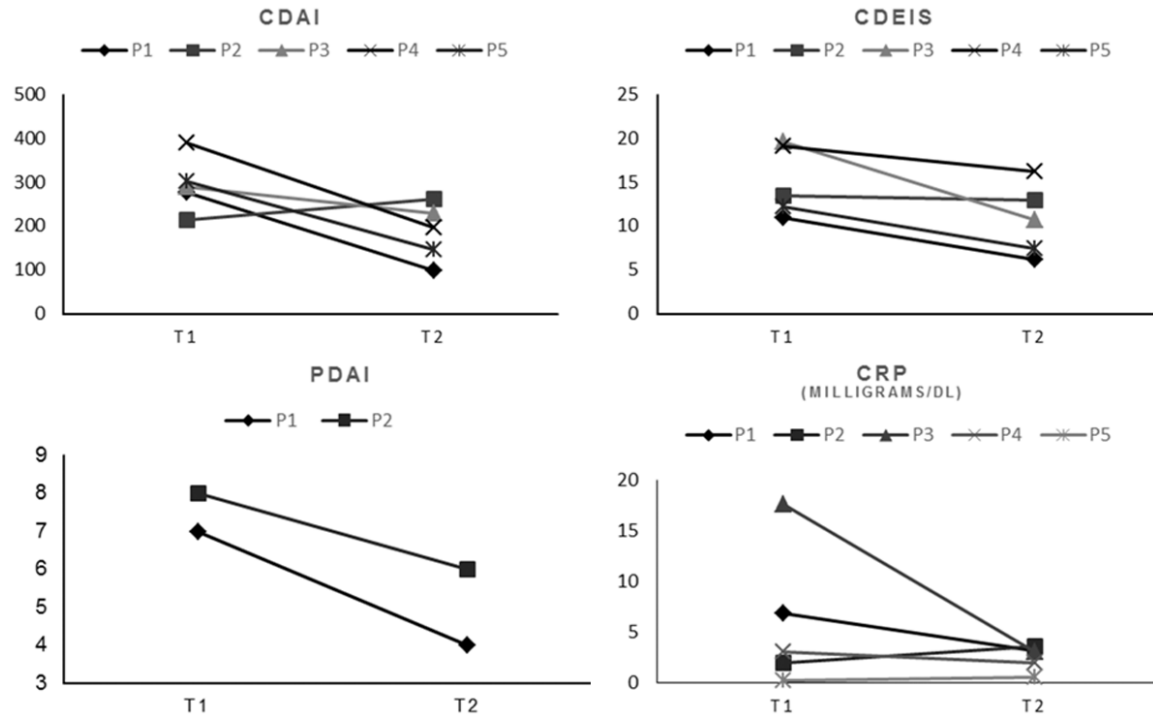 CDAI
P1 P2 P3 P4 P5
500
400
300
200
100
0
T1 T2
CDEIS
P1 P2 P3 P4 P5
25
20
15
10
5
0
T1 T2
PDAI
P1 P2
9
8
7
6
5
4
3
T1 T2
CRP
(MILLIGRAMS/DL)
P1 P2 P3 P4 P5
20
15
10
5
0
T1 T2